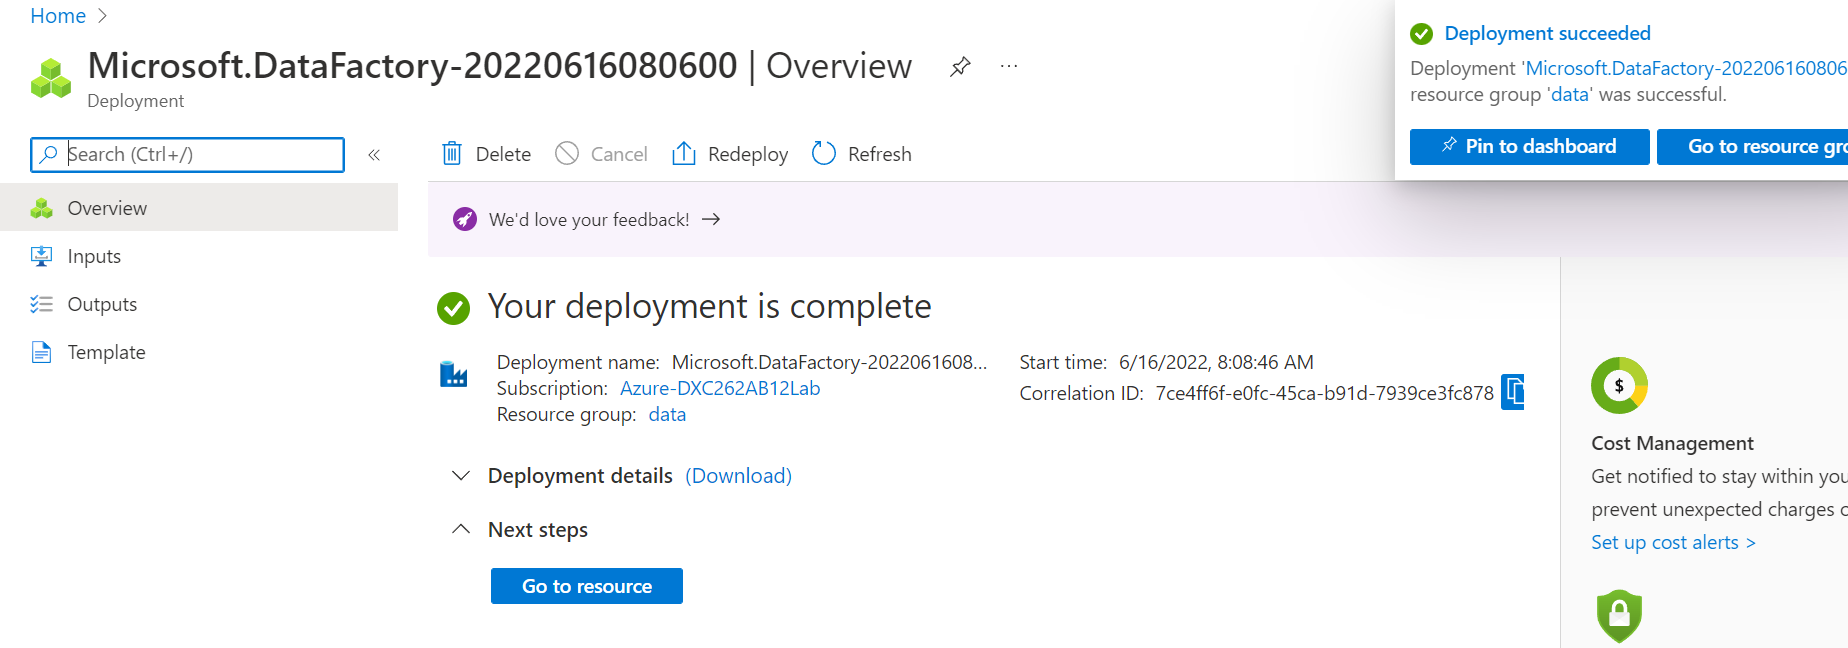 Home
Microsoft.DataFactory-20220616080600 | Overview
Deployment
Search (Ctrl+/)
Overview
Inputs
Outputs
Template
Delete
Cancel
Redeploy
Refresh
We'd love your feedback!
Your deployment is complete
Deployment name: Microsoft.DataFactory-2022061608...
Subscription: Azure-DXC262AB12Lab
Resource group: data
Start time: 6/16/2022, 8:08:46 AM
Correlation ID: 7ce4ff6f-e0fc-45ca-b91d-7939ce3fc878
Deployment details (Download)
Next steps
Go to resource
Deployment succeeded
Deployment 'Microsoft.DataFactory-202206160806
resource group 'data' was successful.
Pin to dashboard
Go to resource gro
$
Cost Management
Get notified to stay within you
prevent unexpected charges o
Set up cost alerts >